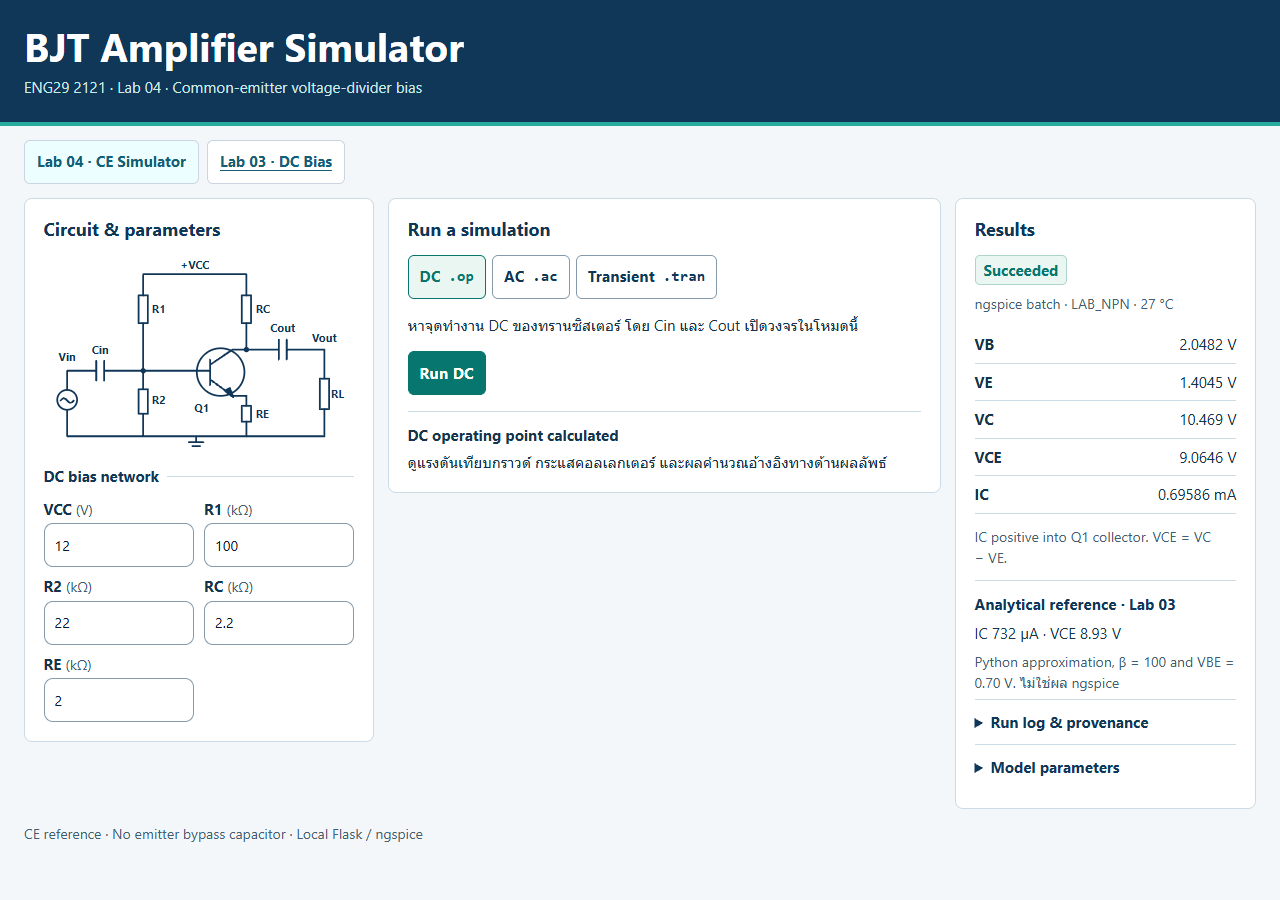 BJT Amplifier Simulator
ENG29 2121 · Lab 04 · Common-emitter voltage-divider bias
Lab 04 · CE Simulator
Lab 03 · DC Bias
Circuit & parameters
+VCC
R1
RC
Cout
Vout
Vin
Cin
R2
Q1
RE
RL
DC bias network
VCC (V)
R1 (kΩ)
12
100
R2 (kΩ)
RC (kΩ)
22
2.2
RE (kΩ)
2
Run a simulation
DC .op
AC .ac
Transient .tran
หาจุดทำงาน DC ของทรานซิสเตอร์ โดย Cin และ Cout เปิดวงจรในโหมดนี้
Run DC
DC operating point calculated
ดูแรงดันเทียบกราวด์ กระแสคอลเลกเตอร์ และผลคำนวณอ้างอิงทางด้านผลลัพธ์
Results
Succeeded
ngspice batch · LAB_NPN · 27 °C
VB 2.0482 V
VE 1.4045 V
VC 10.469 V
VCE 9.0646 V
IC 0.69586 mA
IC positive into Q1 collector. VCE = VC
− VE.
Analytical reference · Lab 03
IC 732 µA · VCE 8.93 V
Python approximation, β = 100 and VBE =
0.70 V. ไม่ใช่ผล ngspice
Run log & provenance
Model parameters
CE reference · No emitter bypass capacitor · Local Flask / ngspice